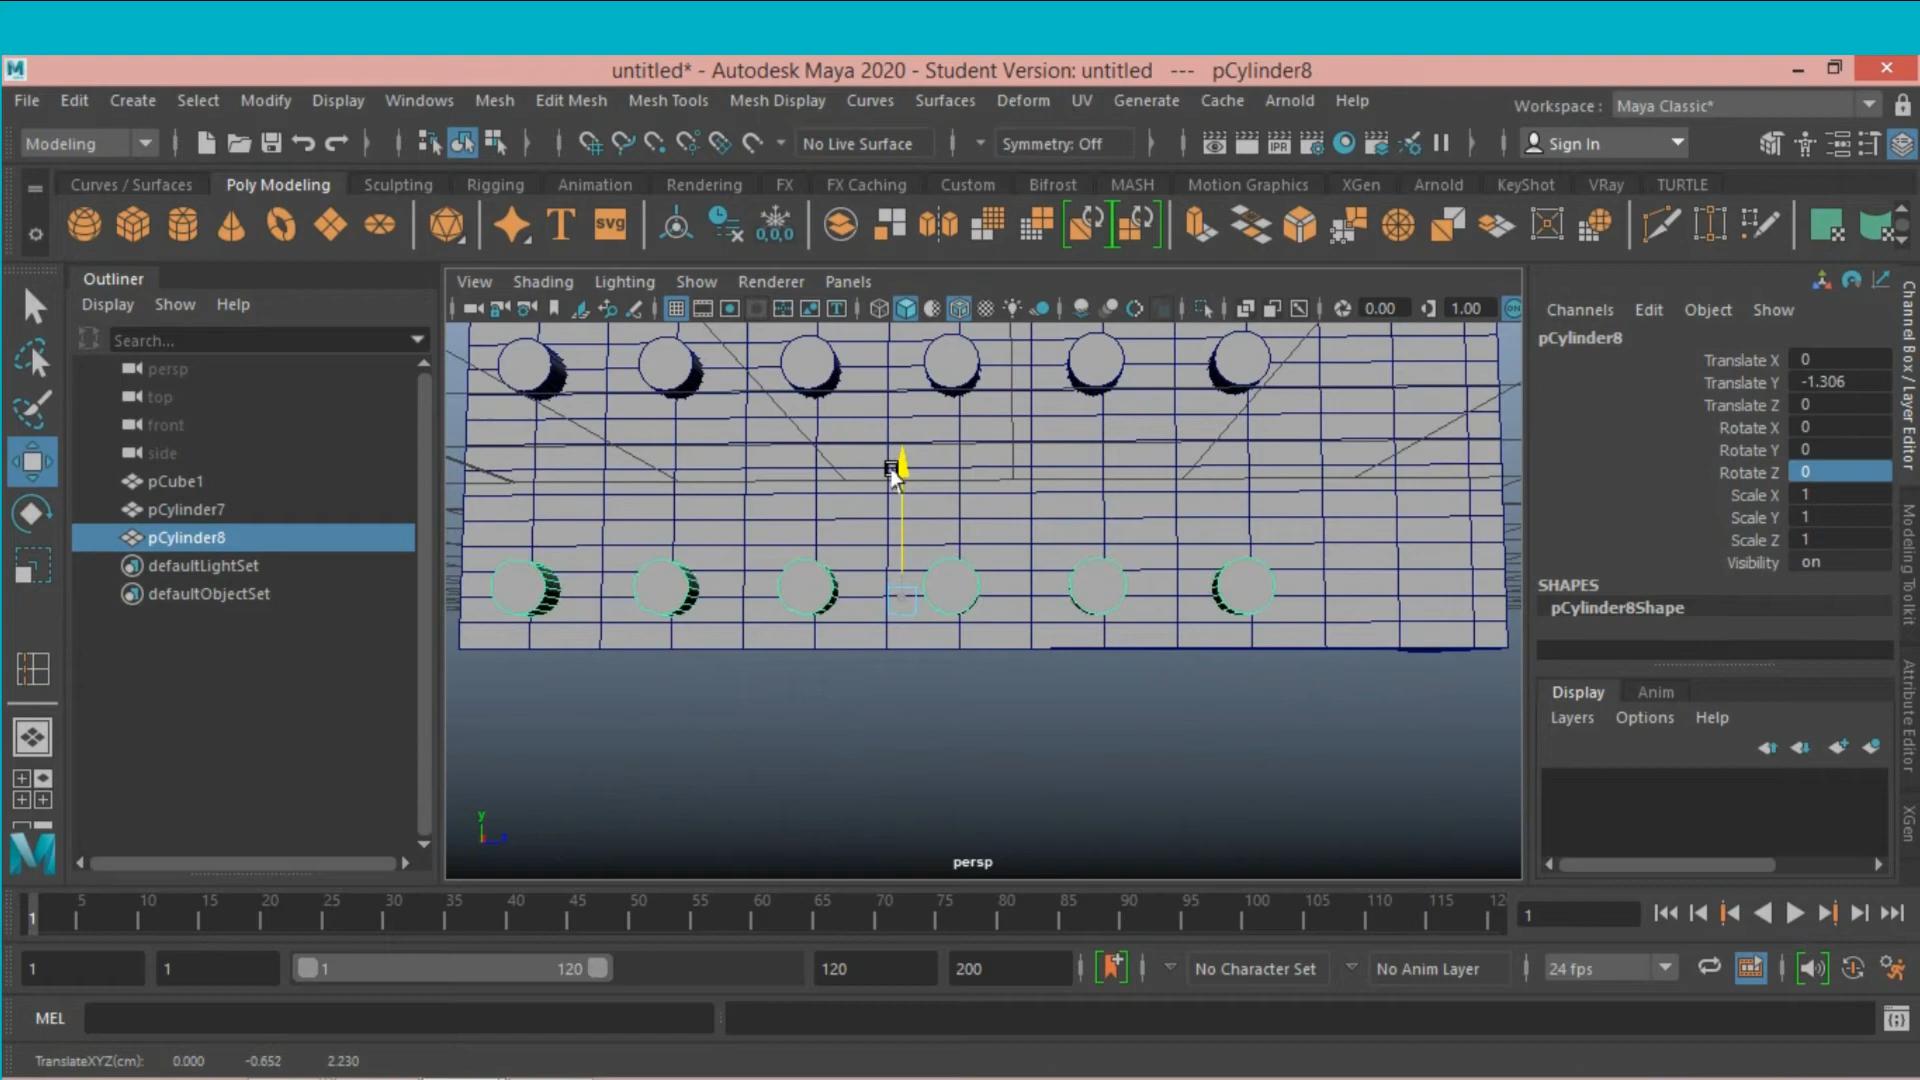 untitled* - Autodesk Maya 2020 - Student Version: untitled --- pCylinder8
File Edit Create Select Modify Display Windows Mesh Edit Mesh Mesh Tools Mesh Display Curves Surfaces Deform UV Generate Cache Arnold Help
Workspace : Maya Classic*
Modeling No Live Surface Symmetry: Off Sign In
Curves / Surfaces Poly Modeling Sculpting Rigging Animation Rendering FX FX Caching Custom Bifrost MASH Motion Graphics XGen Arnold KeyShot VRay TURTLE
T SVG 0,0,0
Outliner
Display Show Help
Search...
persp
top
front
side
pCube1
pCylinder7
pCylinder8
defaultLightSet
defaultObjectSet
View Shading Lighting Show Renderer Panels
0.00 1.00
y
persp
Channels Edit Object Show
pCylinder8
Translate X 0
Translate Y -1.306
Translate Z 0
Rotate X 0
Rotate Y 0
Rotate Z 0
Scale X 1
Scale Y 1
Scale Z 1
Visibility on
SHAPES
pCylinder8Shape
Display Anim
Layers Options Help
Channel Box / Layer Editor
Modeling Toolkit
Attribute Editor
XGen
1 5 10 15 20 25 30 35 40 45 50 55 60 65 70 75 80 85 90 95 100 105 110 115 12
1
1 1 1 120 120 200 No Character Set No Anim Layer 24 fps
MEL
TranslateXYZ(cm): 0.000 -0.652 2.230